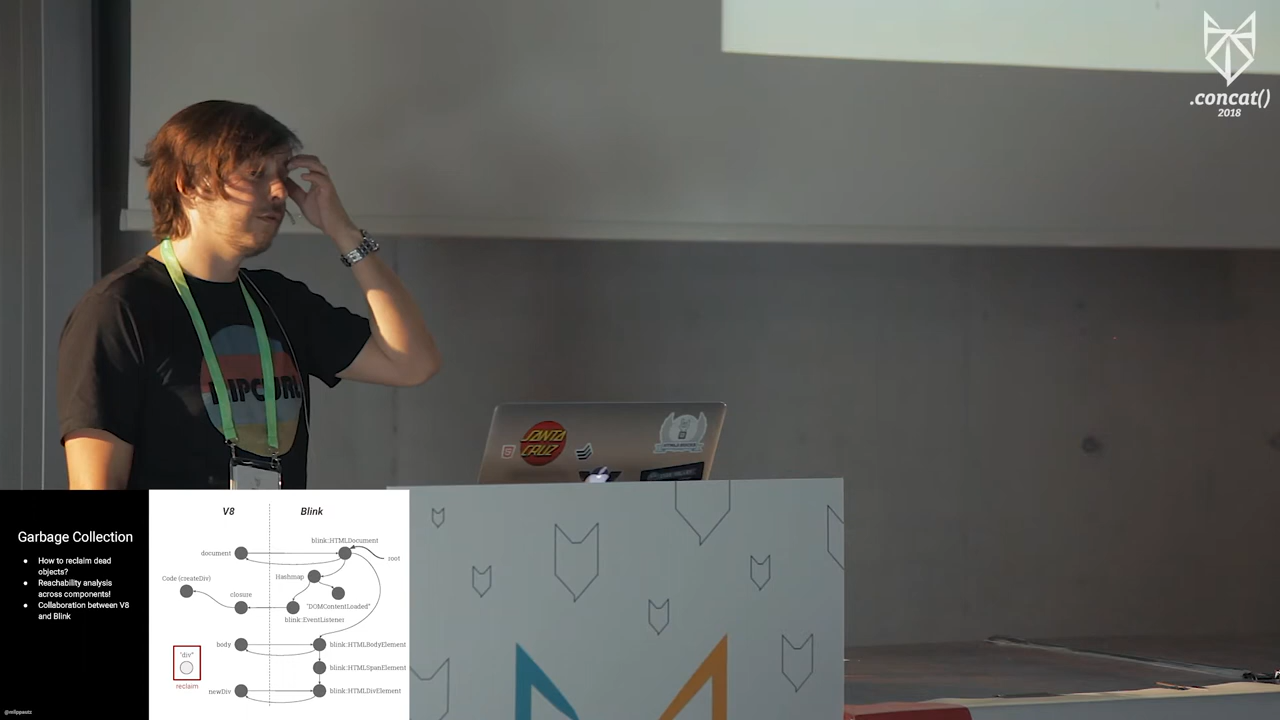 .concat()
2018
RIPCURL
SANTA
CRUZ
Garbage Collection
How to reclaim dead
objects?
Reachability analysis
across components!
Collaboration between V8
and Blink
@mlippautz
V8
Blink
blink::HTMLDocument
document
root
Code (createDiv)
Hashmap
closure
"DOMContentLoaded"
blink::EventListener
body
blink::HTMLBodyElement
"div"
blink::HTMLSpanElement
reclaim
newDiv
blink::HTMLDivElement